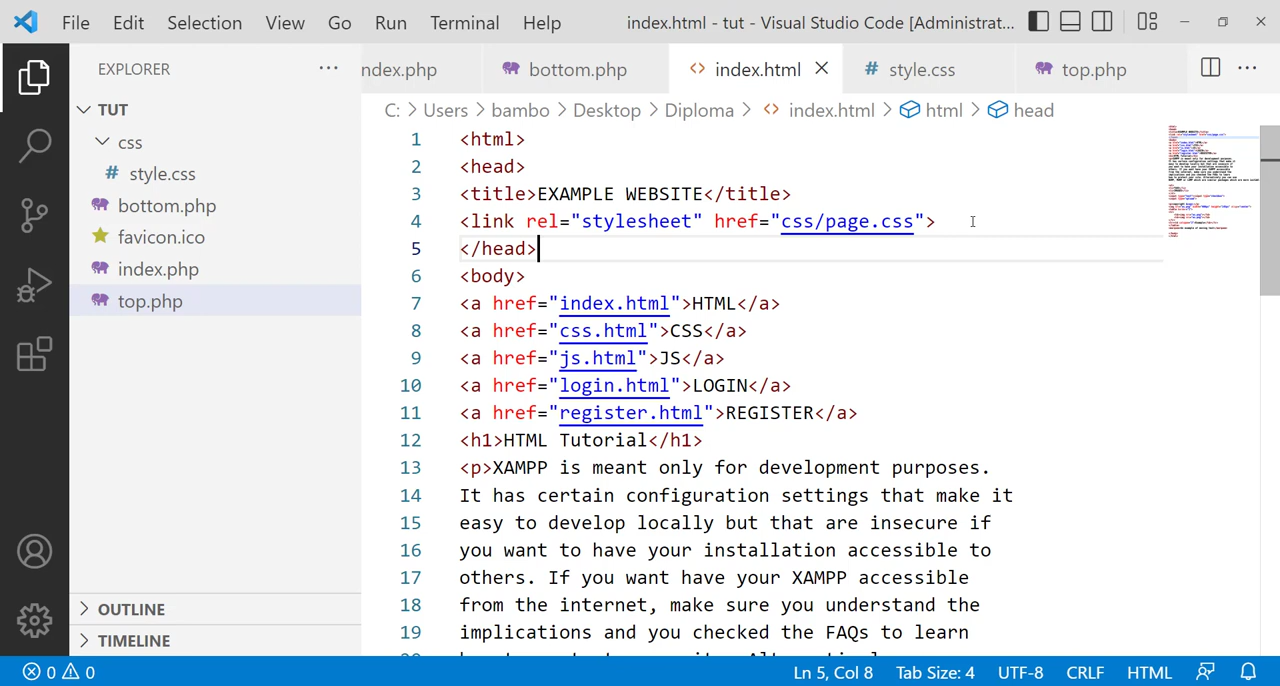 File Edit Selection View Go Run Terminal Help index.html - tut - Visual Studio Code [Administrat...
EXPLORER
TUT
css
# style.css
bottom.php
favicon.ico
index.php
top.php
OUTLINE
TIMELINE
ndex.php bottom.php <> index.html # style.css top.php
C: > Users > bambo > Desktop > Diploma > <> index.html > html > head
1 <html>
2 <head>
3 <title>EXAMPLE WEBSITE</title>
4 <link rel="stylesheet" href="css/page.css">
5 </head>
6 <body>
7 <a href="index.html">HTML</a>
8 <a href="css.html">CSS</a>
9 <a href="js.html">JS</a>
10 <a href="login.html">LOGIN</a>
11 <a href="register.html">REGISTER</a>
12 <h1>HTML Tutorial</h1>
13 <p>XAMPP is meant only for development purposes.
14 It has certain configuration settings that make it
15 easy to develop locally but that are insecure if
16 you want to have your installation accessible to
17 others. If you want have your XAMPP accessible
18 from the internet, make sure you understand the
19 implications and you checked the FAQs to learn
0 0 Ln 5, Col 8 Tab Size: 4 UTF-8 CRLF HTML